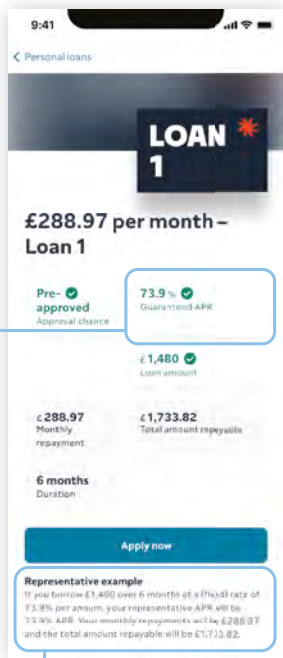 9:41
Personal loans
LOAN
1
£288.97 per month –
Loan 1
Pre-
approved
Approval chance
73.9 %
Guaranteed APR
£1,480
Loan amount
£288.97
Monthly
repayment
£1,733.82
Total amount repayable
6 months
Duration
Apply now
Representative example
If you borrow £1,480 over 6 months at a (fixed) rate of
73.9% per annum, your representative APR will be
73.9% APR. Your monthly repayments will be £288.97
and the total amount repayable will be £1,713.82.